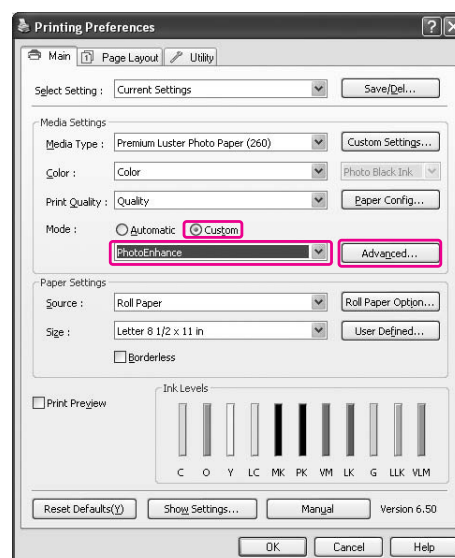 Printing Preferences
Main Page Layout Utility
Select Setting : Current Settings Save/Del...
Media Settings
Media Type : Premium Luster Photo Paper (260) Custom Settings...
Color : Color Photo Black Ink
Print Quality : Quality Paper Config...
Mode : Automatic Custom
PhotoEnhance Advanced...
Paper Settings
Source : Roll Paper Roll Paper Option...
Size : Letter 8 1/2 x 11 in User Defined...
Borderless
Print Preview
Ink Levels
C O Y LC MK PK VM LK G LLK VLM
Reset Defaults(Y) Show Settings... Manual Version 6.50
OK Cancel Help